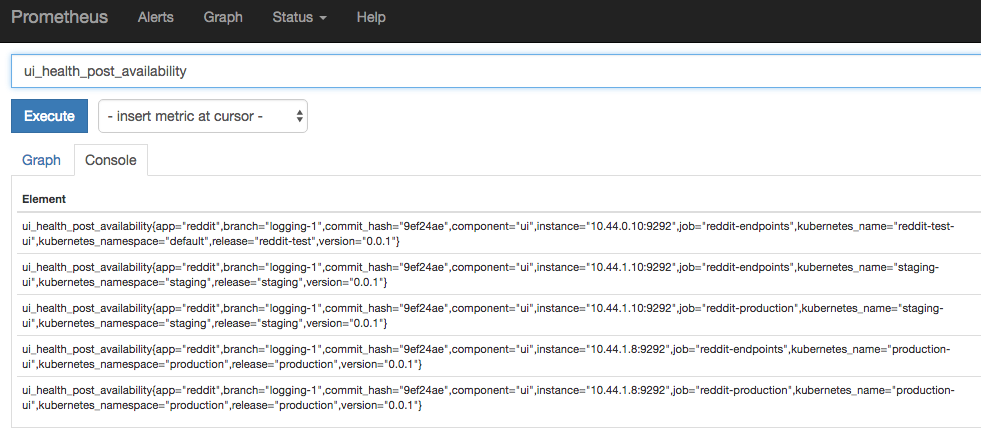 Prometheus Alerts Graph Status Help
ui_health_post_availability
Execute - insert metric at cursor -
Graph Console
Element
ui_health_post_availability{app="reddit",branch="logging-1",commit_hash="9ef24ae",component="ui",instance="10.44.0.10:9292",job="reddit-endpoints",kubernetes_name="reddit-test-
ui",kubernetes_namespace="default",release="reddit-test",version="0.0.1"}
ui_health_post_availability{app="reddit",branch="logging-1",commit_hash="9ef24ae",component="ui",instance="10.44.1.10:9292",job="reddit-endpoints",kubernetes_name="staging-
ui",kubernetes_namespace="staging",release="staging",version="0.0.1"}
ui_health_post_availability{app="reddit",branch="logging-1",commit_hash="9ef24ae",component="ui",instance="10.44.1.10:9292",job="reddit-production",kubernetes_name="staging-
ui",kubernetes_namespace="staging",release="staging",version="0.0.1"}
ui_health_post_availability{app="reddit",branch="logging-1",commit_hash="9ef24ae",component="ui",instance="10.44.1.8:9292",job="reddit-endpoints",kubernetes_name="production-
ui",kubernetes_namespace="production",release="production",version="0.0.1"}
ui_health_post_availability{app="reddit",branch="logging-1",commit_hash="9ef24ae",component="ui",instance="10.44.1.8:9292",job="reddit-production",kubernetes_name="production-
ui",kubernetes_namespace="production",release="production",version="0.0.1"}